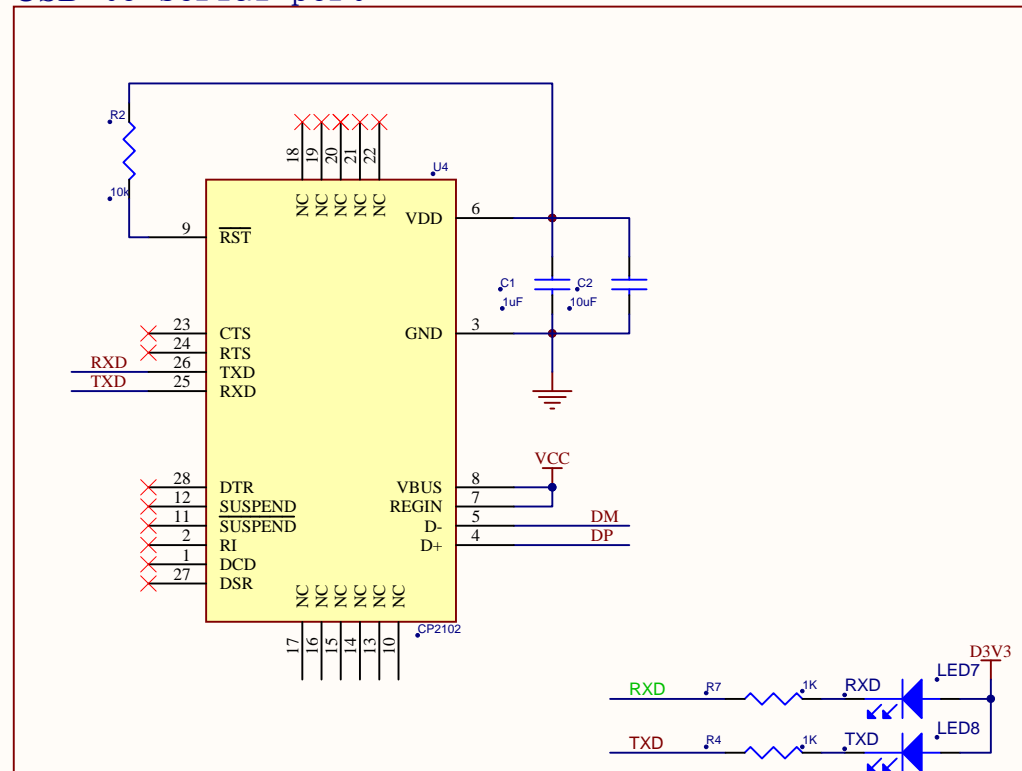 USB to serial port
R2
10k
18
19
20
21
22
NC
NC
NC
NC
NC
U4
9
RST
VDD
6
C1
1uF
C2
10uF
23
CTS
24
RTS
RXD
26
TXD
TXD
25
RXD
GND
3
VCC
28
DTR
12
SUSPEND
11
SUSPEND
2
RI
1
DCD
27
DSR
VBUS
8
REGIN
7
D-
5
DM
D+
4
DP
NC
NC
NC
NC
NC
NC
17
16
15
14
13
10
CP2102
D3V3
RXD
R7
1K
RXD
LED7
TXD
R4
1K
TXD
LED8